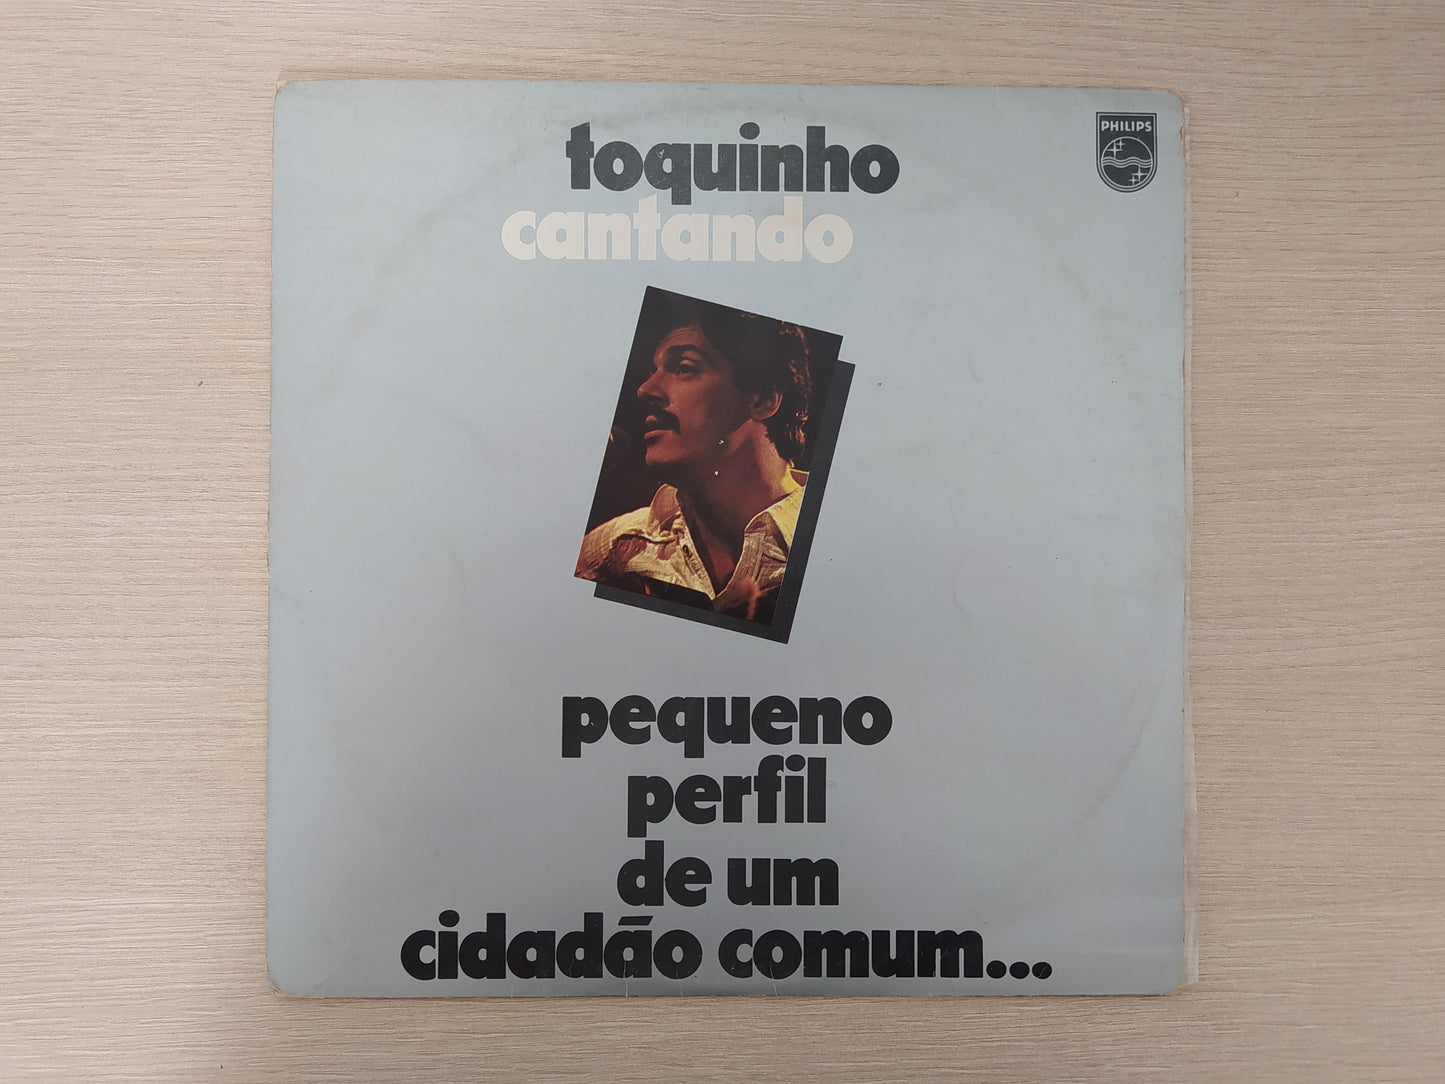 toquinho
PHILIPS
cantando
pequeno
perfil
de um
cidadão comum...